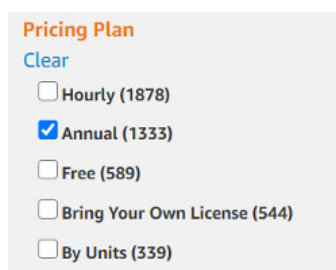 Pricing Plan
Clear
Hourly (1878)
Annual (1333)
Free (589)
Bring Your Own License (544)
By Units (339)